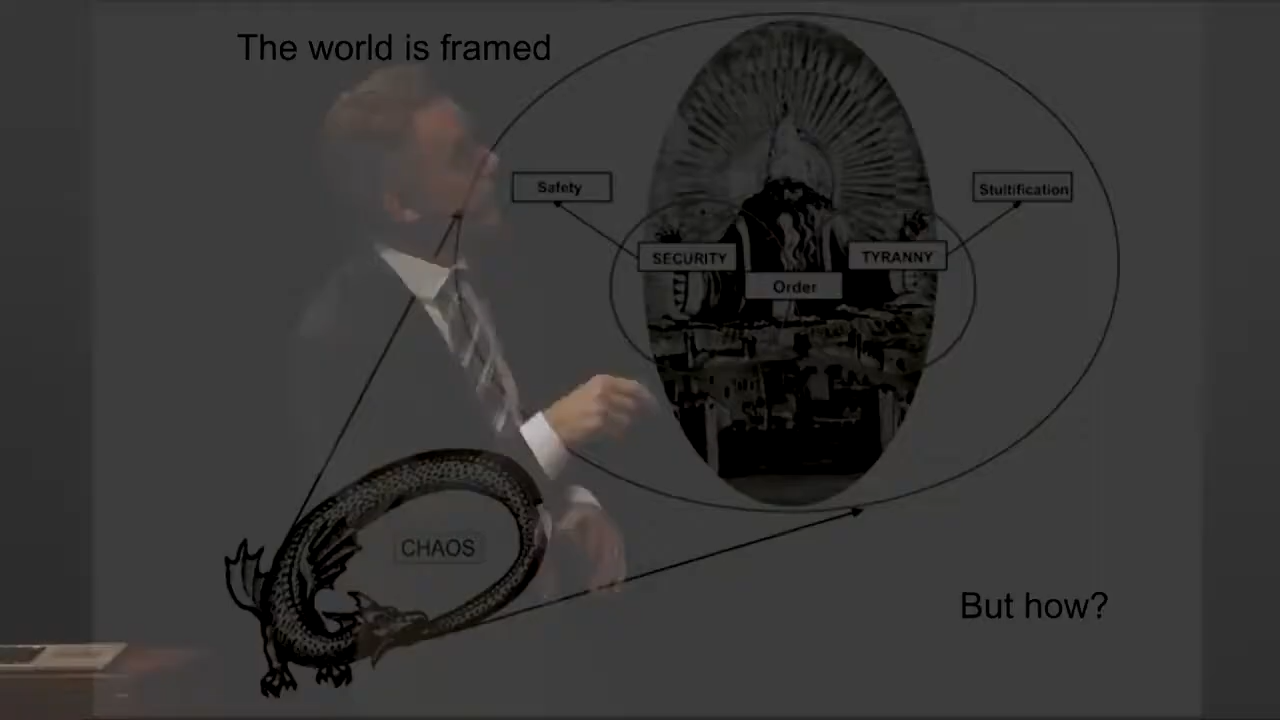 The world is framed
Safety
Stultification
SECURITY
TYRANNY
Order
CHAOS
But how?